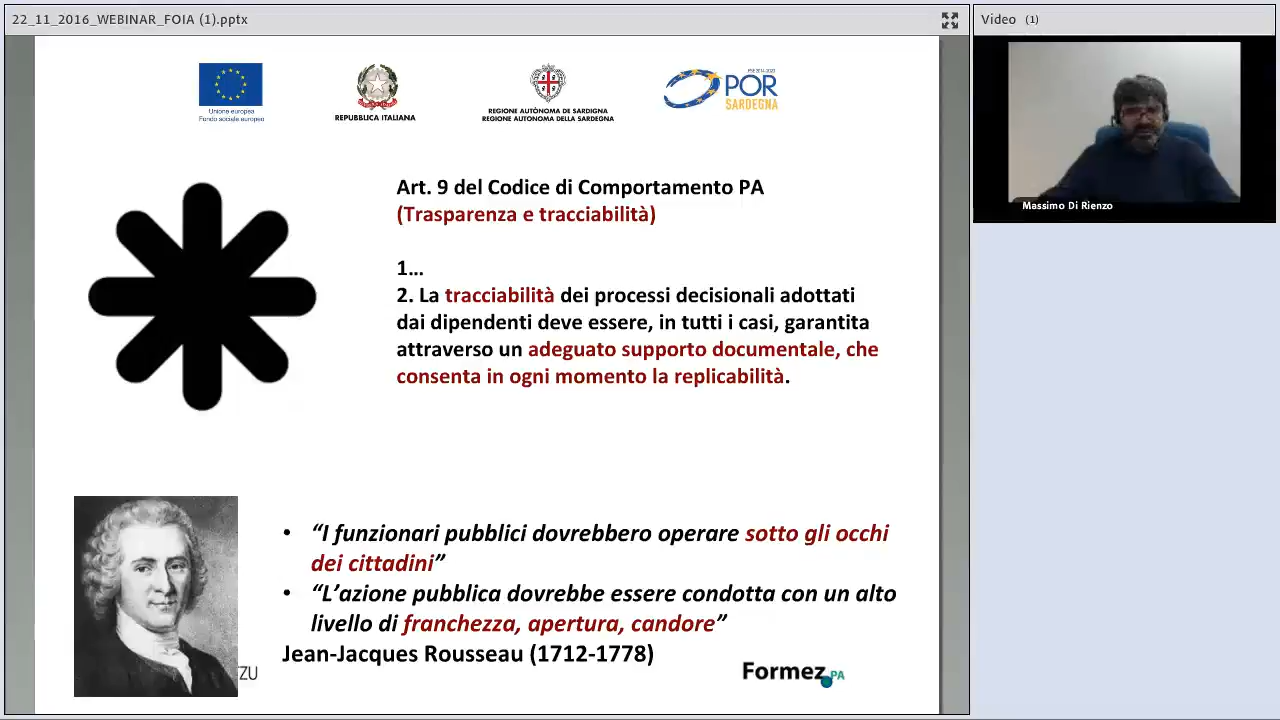 22_11_2016_WEBINAR_FOIA (1).pptx
Video (1)
Unione europea
Fondo sociale europeo
REPUBBLICA ITALIANA
REGIONE AUTÒNOMA DE SARDIGNA
REGIONE AUTONOMA DELLA SARDEGNA
FSE 2014-2020
POR
SARDEGNA
Massimo Di Rienzo
Art. 9 del Codice di Comportamento PA
(Trasparenza e tracciabilità)
1…
2. La tracciabilità dei processi decisionali adottati
dai dipendenti deve essere, in tutti i casi, garantita
attraverso un adeguato supporto documentale, che
consenta in ogni momento la replicabilità.
• “I funzionari pubblici dovrebbero operare sotto gli occhi
dei cittadini”
• “L’azione pubblica dovrebbe essere condotta con un alto
livello di franchezza, apertura, candore”
Jean-Jacques Rousseau (1712-1778)
TZU
Formez PA